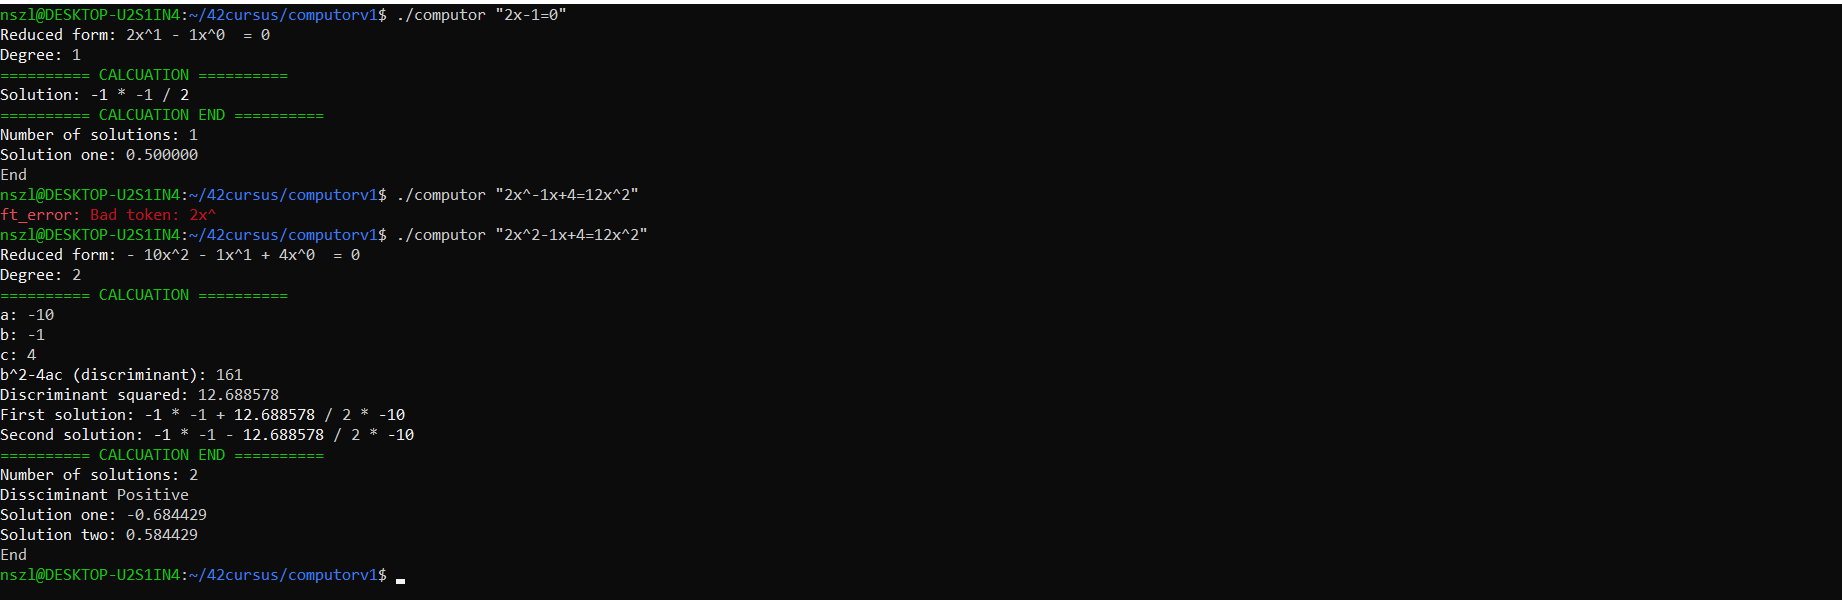 nszl@DESKTOP-U2S1IN4:~/42cursus/computorv1$ ./computor "2x-1=0"
Reduced form: 2x^1 - 1x^0  = 0
Degree: 1
========== CALCUATION ==========
Solution: -1 * -1 / 2
========== CALCUATION END ==========
Number of solutions: 1
Solution one: 0.500000
End
nszl@DESKTOP-U2S1IN4:~/42cursus/computorv1$ ./computor "2x^-1x+4=12x^2"
ft_error: Bad token: 2x^
nszl@DESKTOP-U2S1IN4:~/42cursus/computorv1$ ./computor "2x^2-1x+4=12x^2"
Reduced form: - 10x^2 - 1x^1 + 4x^0  = 0
Degree: 2
========== CALCUATION ==========
a: -10
b: -1
c: 4
b^2-4ac (discriminant): 161
Discriminant squared: 12.688578
First solution: -1 * -1 + 12.688578 / 2 * -10
Second solution: -1 * -1 - 12.688578 / 2 * -10
========== CALCUATION END ==========
Number of solutions: 2
Dissciminant Positive
Solution one: -0.684429
Solution two: 0.584429
End
nszl@DESKTOP-U2S1IN4:~/42cursus/computorv1$